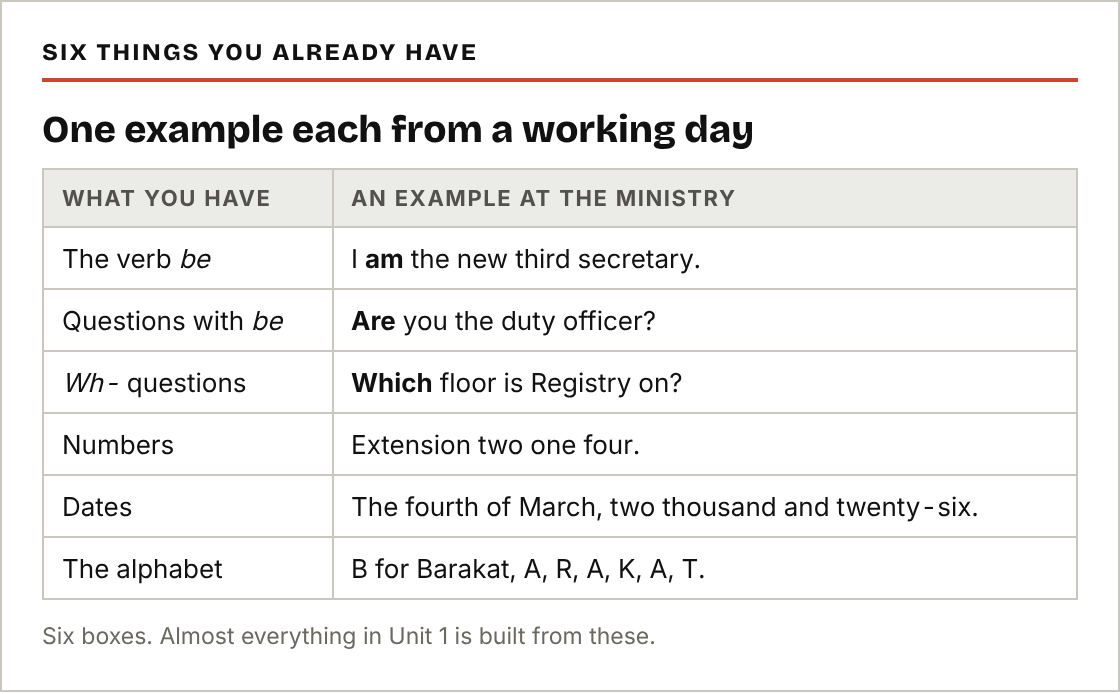 SIX THINGS YOU ALREADY HAVE
One example each from a working day
WHAT YOU HAVE
AN EXAMPLE AT THE MINISTRY
The verb be
I am the new third secretary.
Questions with be
Are you the duty officer?
Wh- questions
Which floor is Registry on?
Numbers
Extension two one four.
Dates
The fourth of March, two thousand and twenty-six.
The alphabet
B for Barakat, A, R, A, K, A, T.
Six boxes. Almost everything in Unit 1 is built from these.